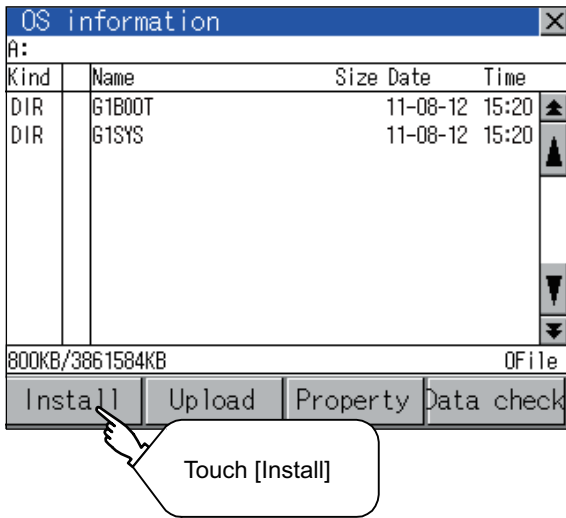 OS information
A:
Kind Name Size Date Time
DIR G1BOOT 11-08-12 15:20
DIR G1SYS 11-08-12 15:20
800KB/3861584KB 0File
Install Upload Property Data check
Touch [Install]